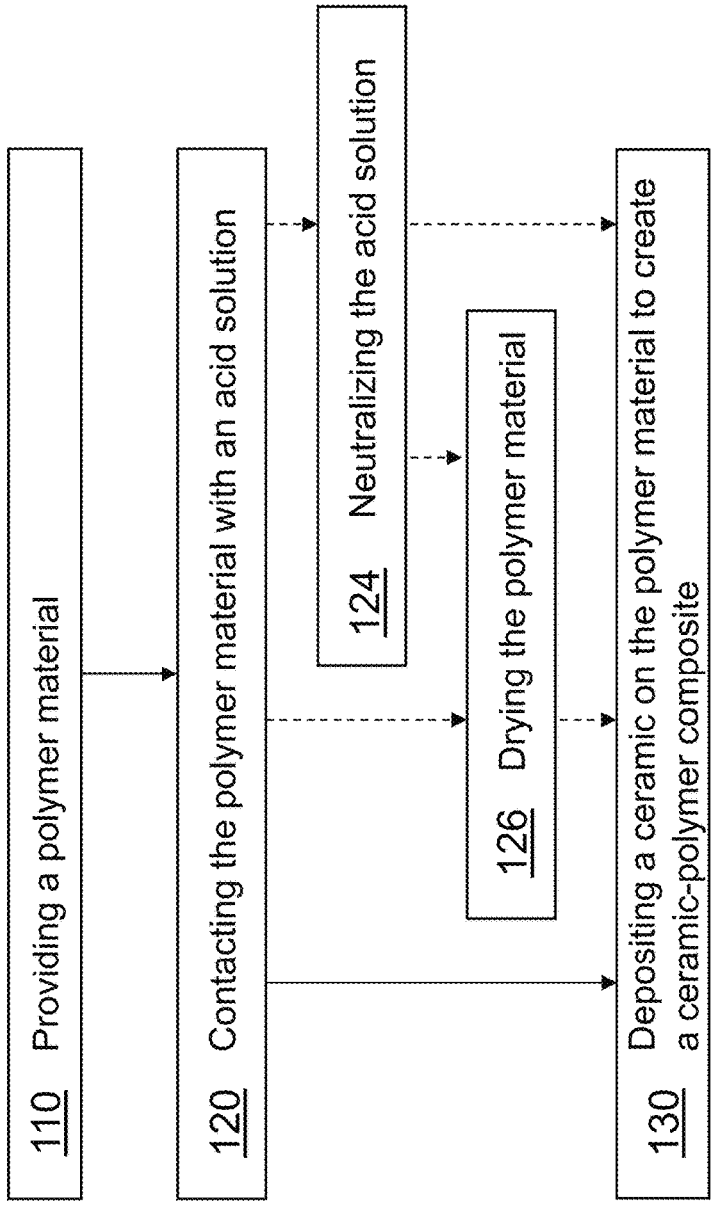 110 Providing a polymer material
120 Contacting the polymer material with an acid solution
124 Neutralizing the acid solution
126 Drying the polymer material
130 Depositing a ceramic on the polymer material to create
a ceramic-polymer composite